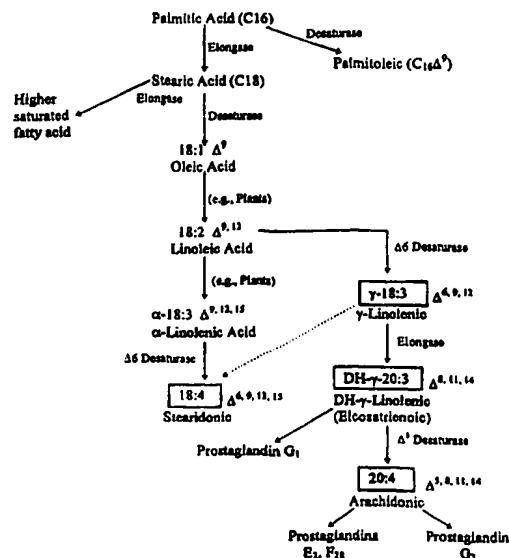 Palmitic Acid (C16)
Elongase
Desaturase
Palmitoleic (C16Δ9)
Stearic Acid (C18)
Elongase
Higher
saturated
fatty acid
Desaturase
18:1 Δ9
Oleic Acid
(e.g., Plants)
18:2 Δ9, 12
Linoleic Acid
Δ6 Desaturase
(e.g., Plants)
γ-18:3 Δ6, 9, 12
γ-Linolenic
α-18:3 Δ9, 12, 15
α-Linolenic Acid
Elongase
Δ6 Desaturase
DH-γ-20:3 Δ8, 11, 14
DH-γ-Linolenic
(Eicosatrienoic)
18:4 Δ6, 9, 12, 15
Stearidonic
Δ5 Desaturase
Prostaglandin G1
20:4 Δ5, 8, 11, 14
Arachidonic
Prostaglandins
E2, F2α
Prostaglandin
G2